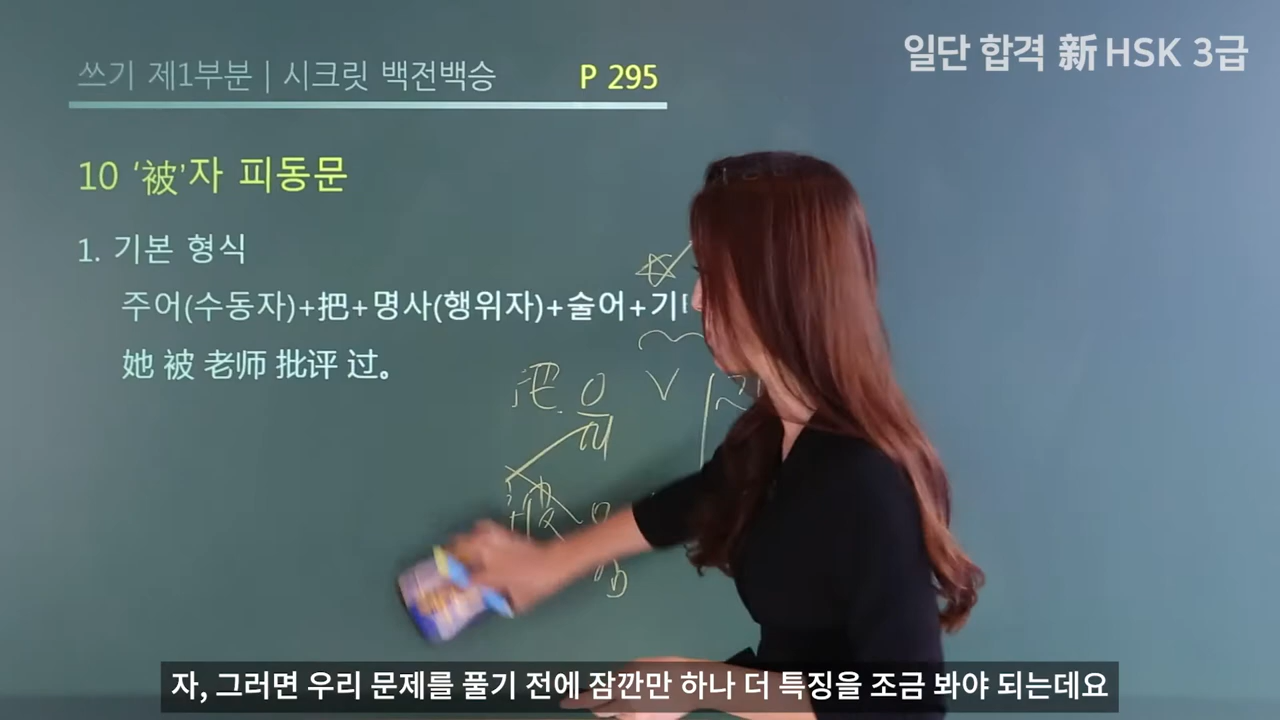 일단 합격 新 HSK 3급
쓰기 제1부분 | 시크릿 백전백승 P 295
10 ‘被’자 피동문
1. 기본 형식
주어(수동자)+把+명사(행위자)+술어+기
她 被 老师 批评 过。
把 O V
被
자, 그러면 우리 문제를 풀기 전에 잠깐만 하나 더 특징을 조금 봐야 되는데요